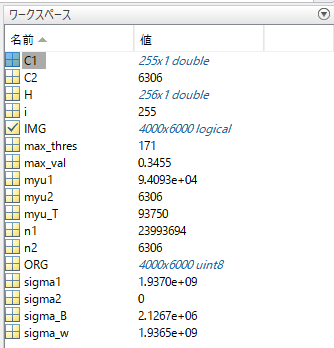 ワークスペース
名前 値
C1 255x1 double
C2 6306
H 256x1 double
i 255
IMG 4000x6000 logical
max_thres 171
max_val 0.3455
myu1 9.4093e+04
myu2 6306
myu_T 93750
n1 23993694
n2 6306
ORG 4000x6000 uint8
sigma1 1.9370e+09
sigma2 0
sigma_B 2.1267e+06
sigma_w 1.9365e+09